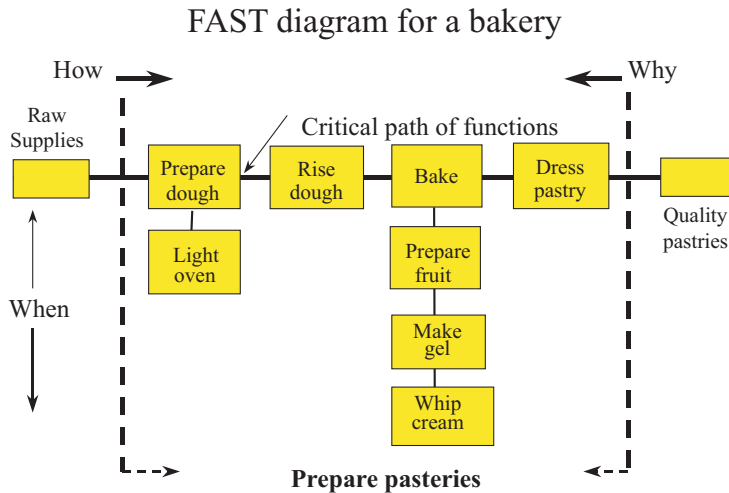 FAST diagram for a bakery
How
Why
Raw
Supplies
Critical path of functions
Prepare
dough
Rise
dough
Bake
Dress
pastry
Quality
pastries
Light
oven
Prepare
fruit
When
Make
gel
Whip
cream
Prepare pasteries